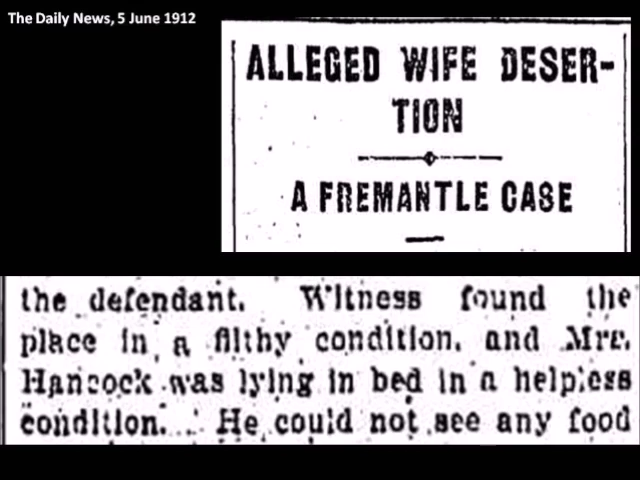 The Daily News, 5 June 1912
ALLEGED WIFE DESER-
TION
A FREMANTLE CASE
the defendant. Witness found the
place in a filthy condition, and Mrs.
Hancock was lying in bed in a helpless
condition. He could not see any food